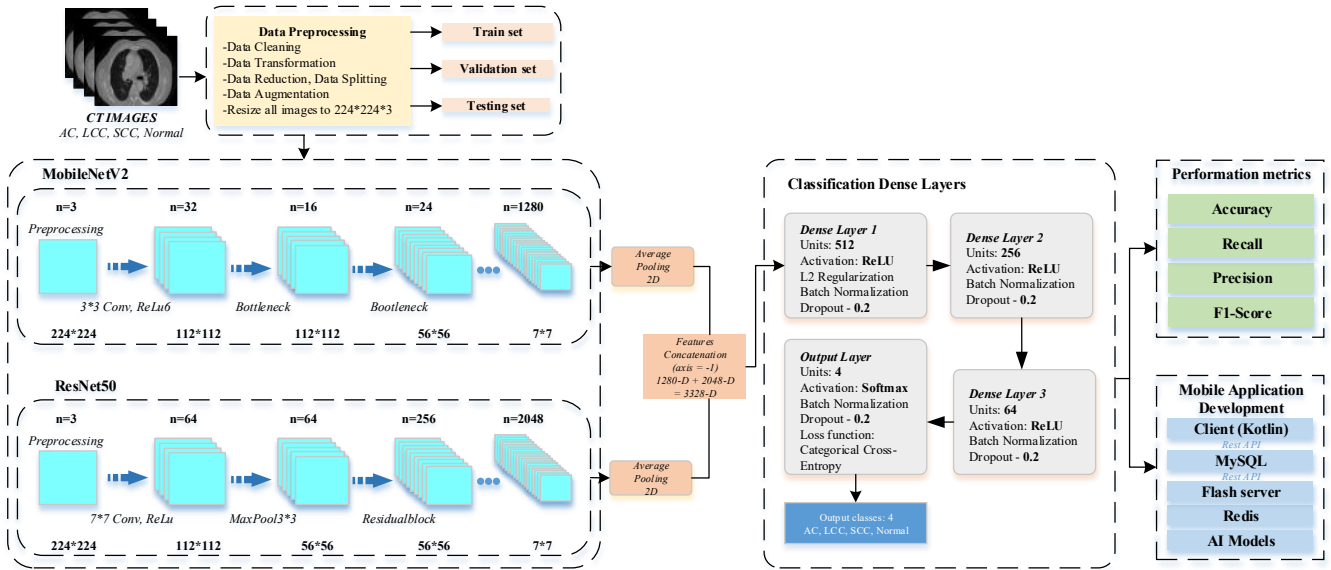 CT IMAGES
AC, LCC, SCC, Normal
Data Preprocessing
-Data Cleaning
-Data Transformation
-Data Reduction, Data Splitting
-Data Augmentation
-Resize all images to 224*224*3
Train set
Validation set
Testing set
MobileNetV2
n=3
n=32
n=16
n=24
n=1280
Preprocessing
3*3 Conv, ReLu6
Bottleneck
Bootleneck
224*224
112*112
112*112
56*56
7*7
ResNet50
n=3
n=64
n=64
n=256
n=2048
Preprocessing
7*7 Conv, ReLu
MaxPool3*3
Residualblock
224*224
112*112
56*56
56*56
7*7
Average
Pooling
2D
Features
Concatenation
(axis = -1)
1280-D + 2048-D
= 3328-D
Average
Pooling
2D
Classification Dense Layers
Dense Layer 1
Units: 512
Activation: ReLU
L2 Regularization
Batch Normalization
Dropout - 0.2
Dense Layer 2
Units: 256
Activation: ReLU
Batch Normalization
Dropout - 0.2
Dense Layer 3
Units: 64
Activation: ReLU
Batch Normalization
Dropout - 0.2
Output Layer
Units: 4
Activation: Softmax
Batch Normalization
Dropout - 0.2
Loss function:
Categorical Cross-
Entropy
Output classes: 4
AC, LCC, SCC, Normal
Performation metrics
Accuracy
Recall
Precision
F1-Score
Mobile Application
Development
Client (Kotlin)
Rest API
MySQL
Rest API
Flash server
Redis
AI Models